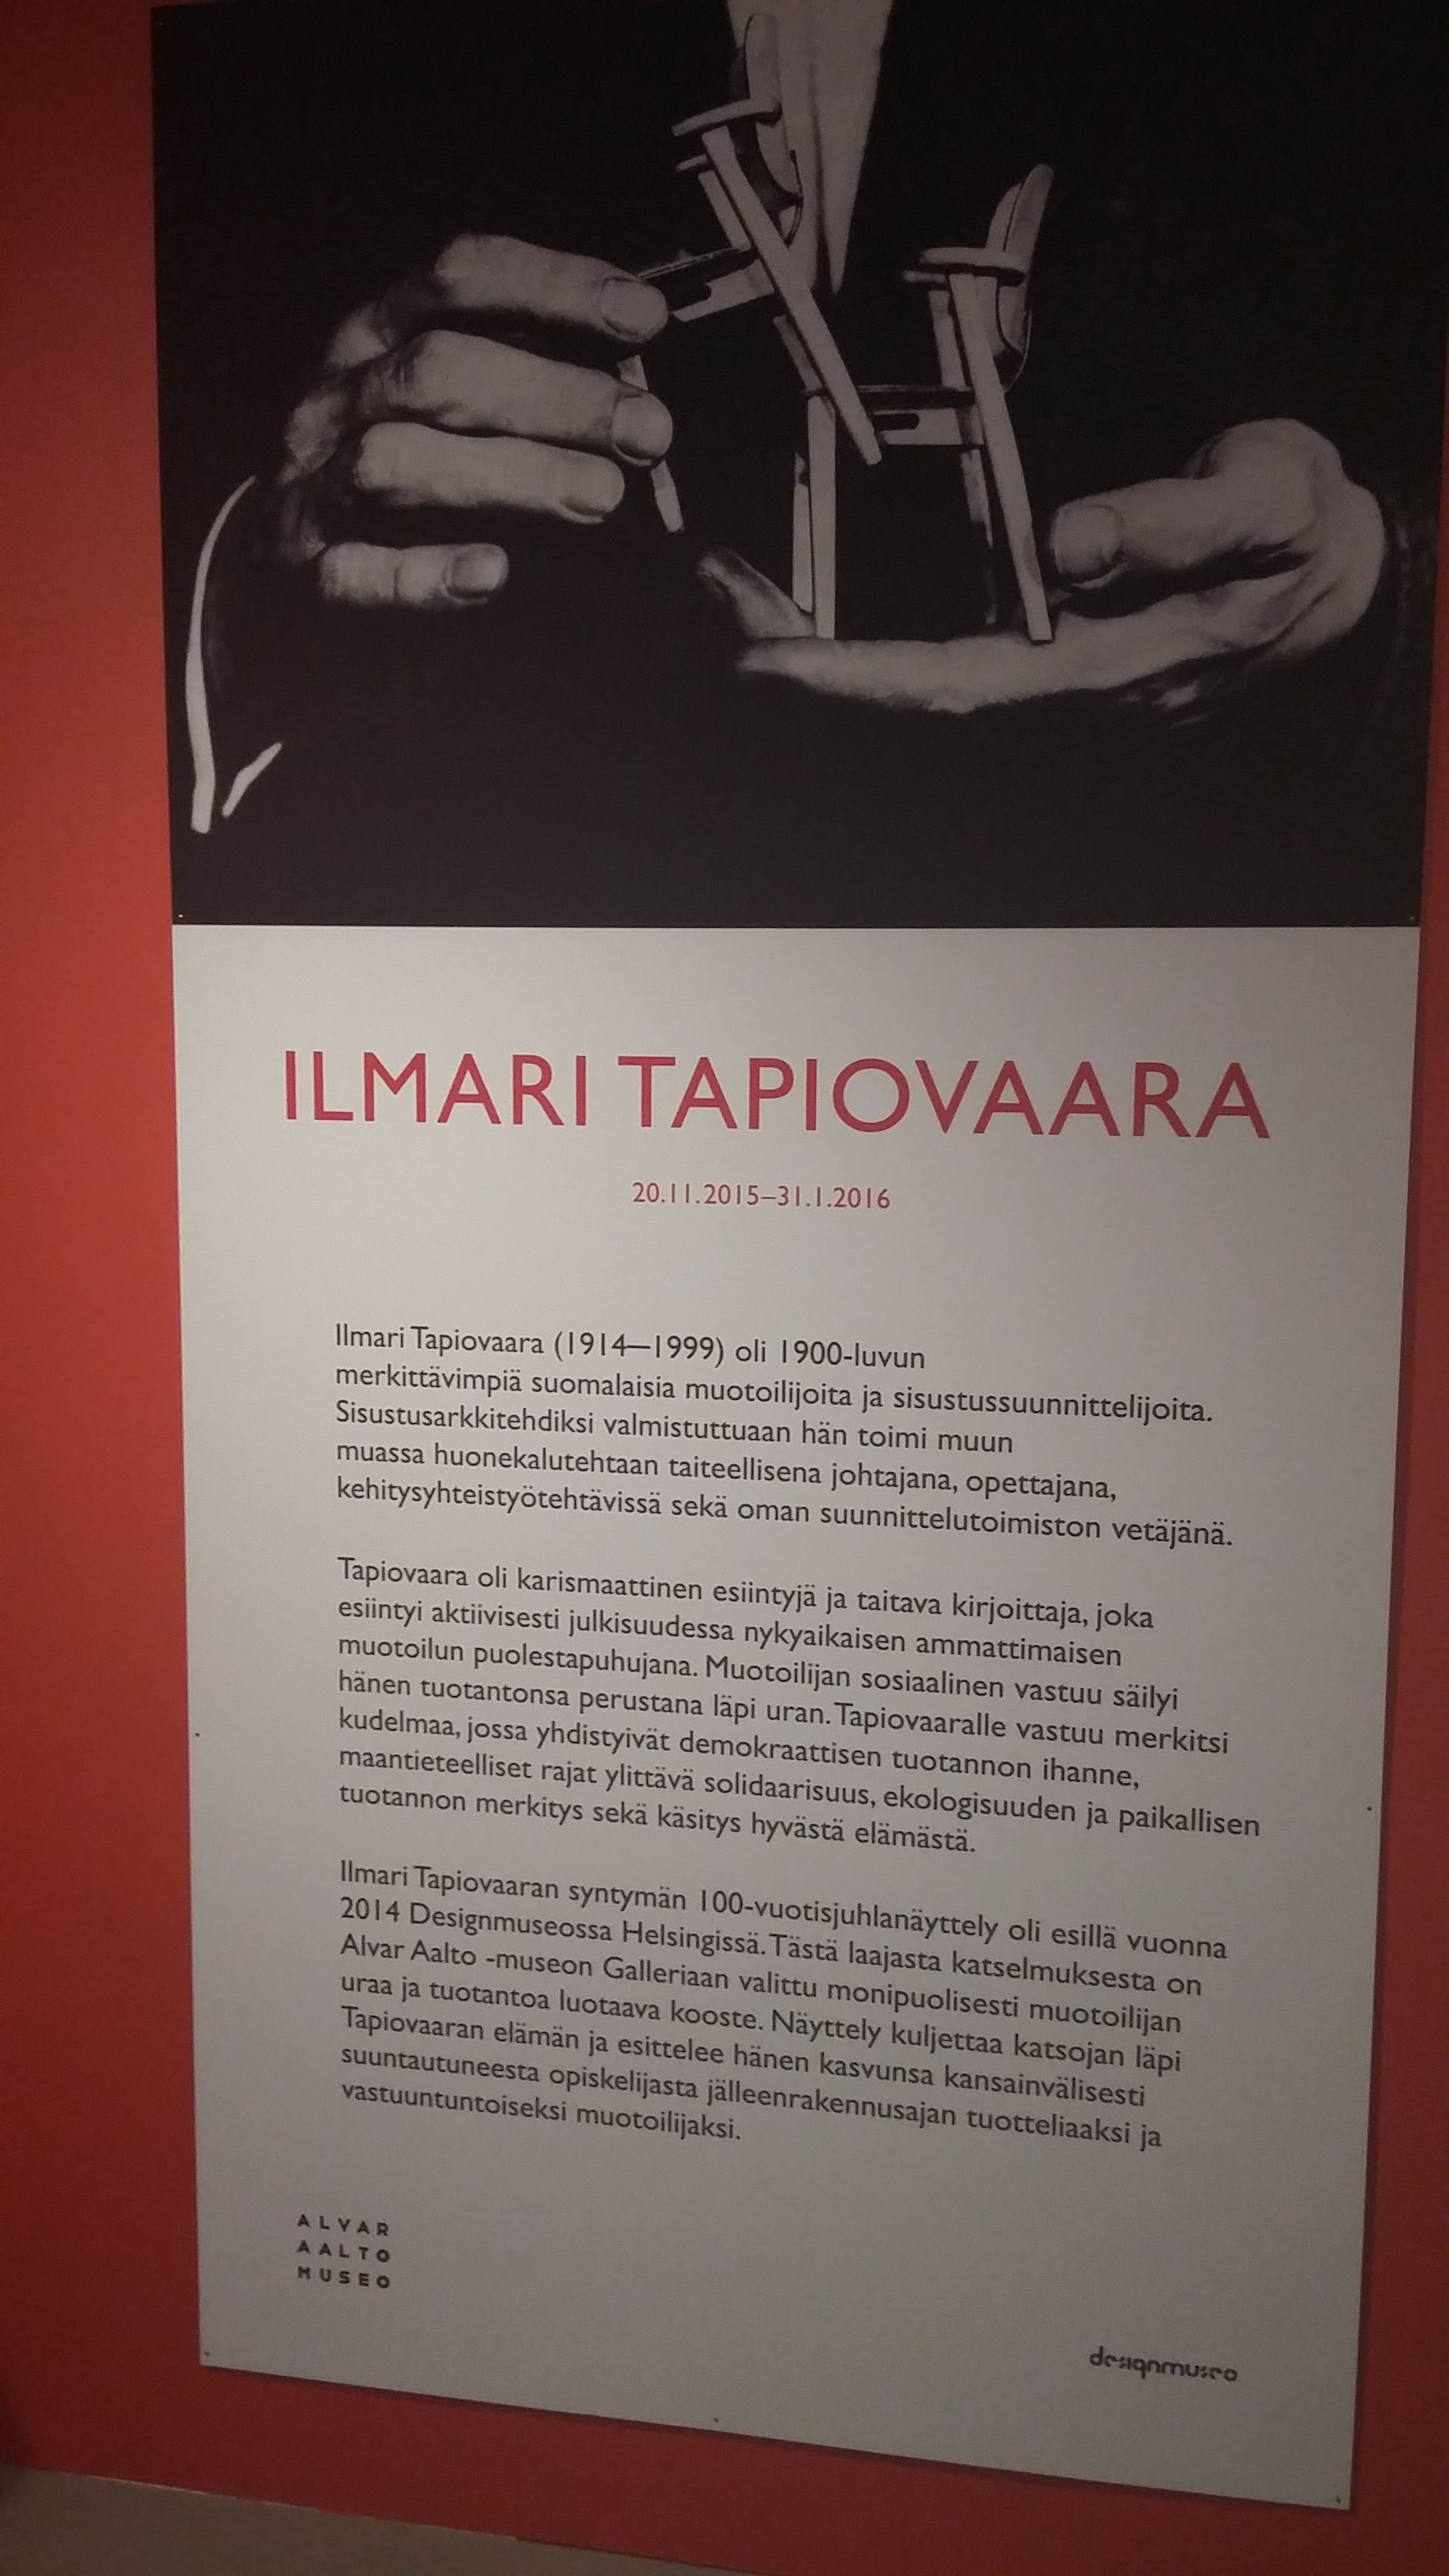 ILMARI TAPIOVAARA
20.11.2015–31.1.2016
Ilmari Tapiovaara (1914—1999) oli 1900-luvun
merkittävimpiä suomalaisia muotoilijoita ja sisustussuunnittelijoita.
Sisustusarkkitehdiksi valmistuttuaan hän toimi muun
muassa huonekalutehtaan taiteellisena johtajana, opettajana,
kehitysyhteistyötehtävissä sekä oman suunnittelutoimiston vetäjänä.
Tapiovaara oli karismaattinen esiintyjä ja taitava kirjoittaja, joka
esiintyi aktiivisesti julkisuudessa nykyaikaisen ammattimaisen
muotoilun puolestapuhujana. Muotoilijan sosiaalinen vastuu säilyi
hänen tuotantonsa perustana läpi uran. Tapiovaaralle vastuu merkitsi
kudelmaa, jossa yhdistyivät demokraattisen tuotannon ihanne,
maantieteelliset rajat ylittävä solidaarisuus, ekologisuuden ja paikallisen
tuotannon merkitys sekä käsitys hyvästä elämästä.
Ilmari Tapiovaaran syntymän 100-vuotisjuhlanäyttely oli esillä vuonna
2014 Designmuseossa Helsingissä. Tästä laajasta katselmuksesta on
Alvar Aalto -museon Galleriaan valittu monipuolisesti muotoilijan
uraa ja tuotantoa luotaava kooste. Näyttely kuljettaa katsojan läpi
Tapiovaaran elämän ja esittelee hänen kasvunsa kansainvälisesti
suuntautuneesta opiskelijasta jälleenrakennusajan tuotteliaaksi ja
vastuuntuntoiseksi muotoilijaksi.
ALVAR
AALTO
MUSEO
designmuseo